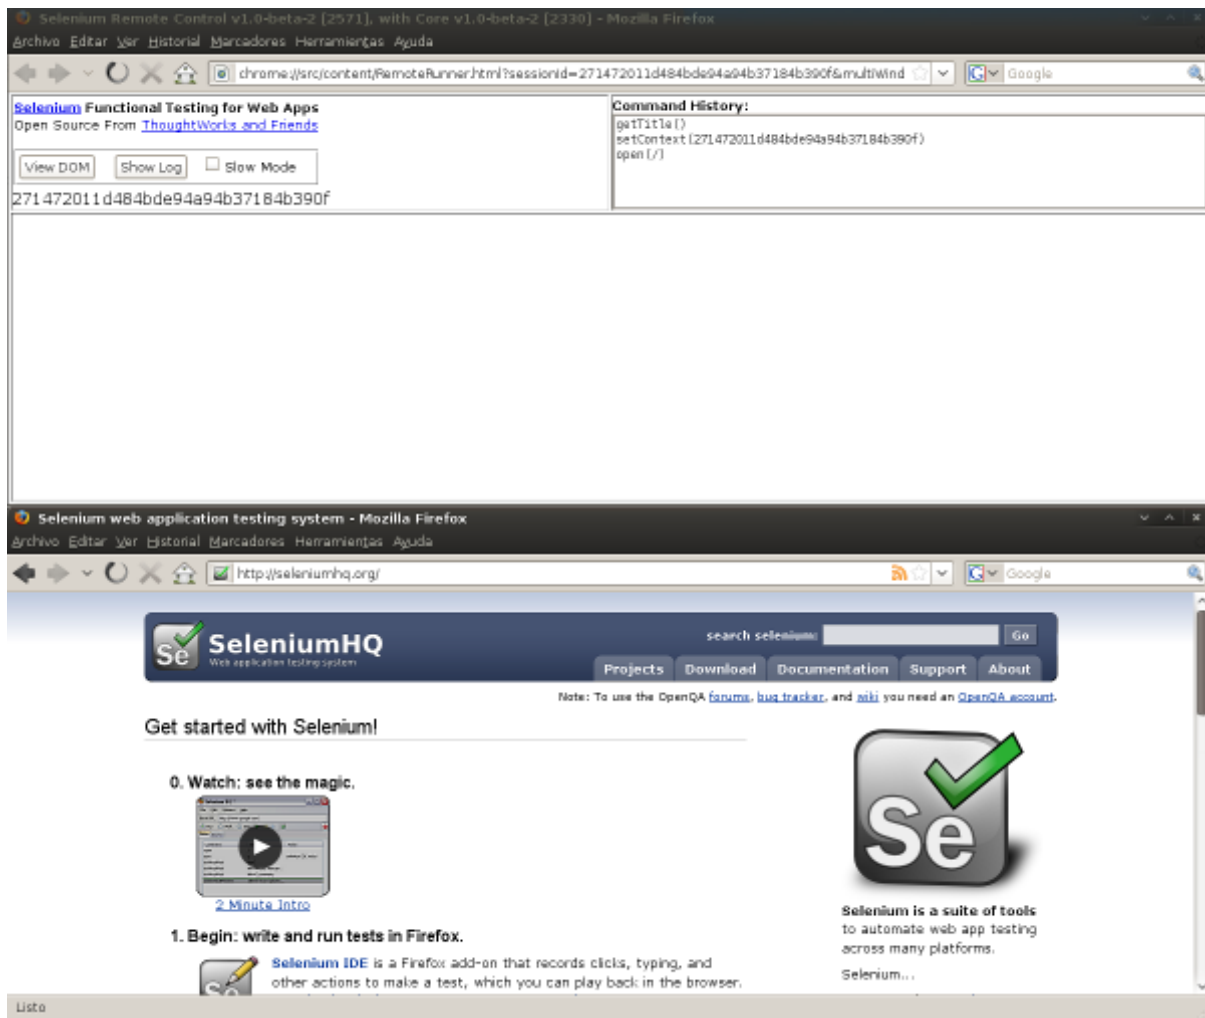 Selenium Remote Control v1.0-beta-2 [2571], with Core v1.0-beta-2 [2330] - Mozilla Firefox
Archivo Editar Ver Historial Marcadores Herramientas Ayuda
chrome://src/content/RemoteRunner.html?sessionId=271472011d484bde94a94b37184b390f&multiWind
Google
Selenium Functional Testing for Web Apps
Open Source From ThoughtWorks and Friends
View DOM Show Log Slow Mode
271472011d484bde94a94b37184b390f
Command History:
getTitle()
setContext(271472011d484bde94a94b37184b390f)
open(/)
Selenium web application testing system - Mozilla Firefox
Archivo Editar Ver Historial Marcadores Herramientas Ayuda
http://seleniumhq.org/
Google
Se
SeleniumHQ
Web application testing system
search selenium: Go
Projects Download Documentation Support About
Note: To use the OpenQA forums, bug tracker, and wiki you need an OpenQA account.
Get started with Selenium!
0. Watch: see the magic.
2 Minute Intro
1. Begin: write and run tests in Firefox.
Se
Selenium IDE is a Firefox add-on that records clicks, typing, and
other actions to make a test, which you can play back in the browser.
Se
Selenium is a suite of tools
to automate web app testing
across many platforms.
Selenium...
Listo